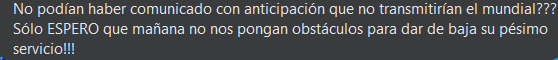 No podían haber comunicado con anticipación que no transmitirían el mundial???
Sólo ESPERO que mañana no nos pongan obstáculos para dar de baja su pésimo
servicio!!!